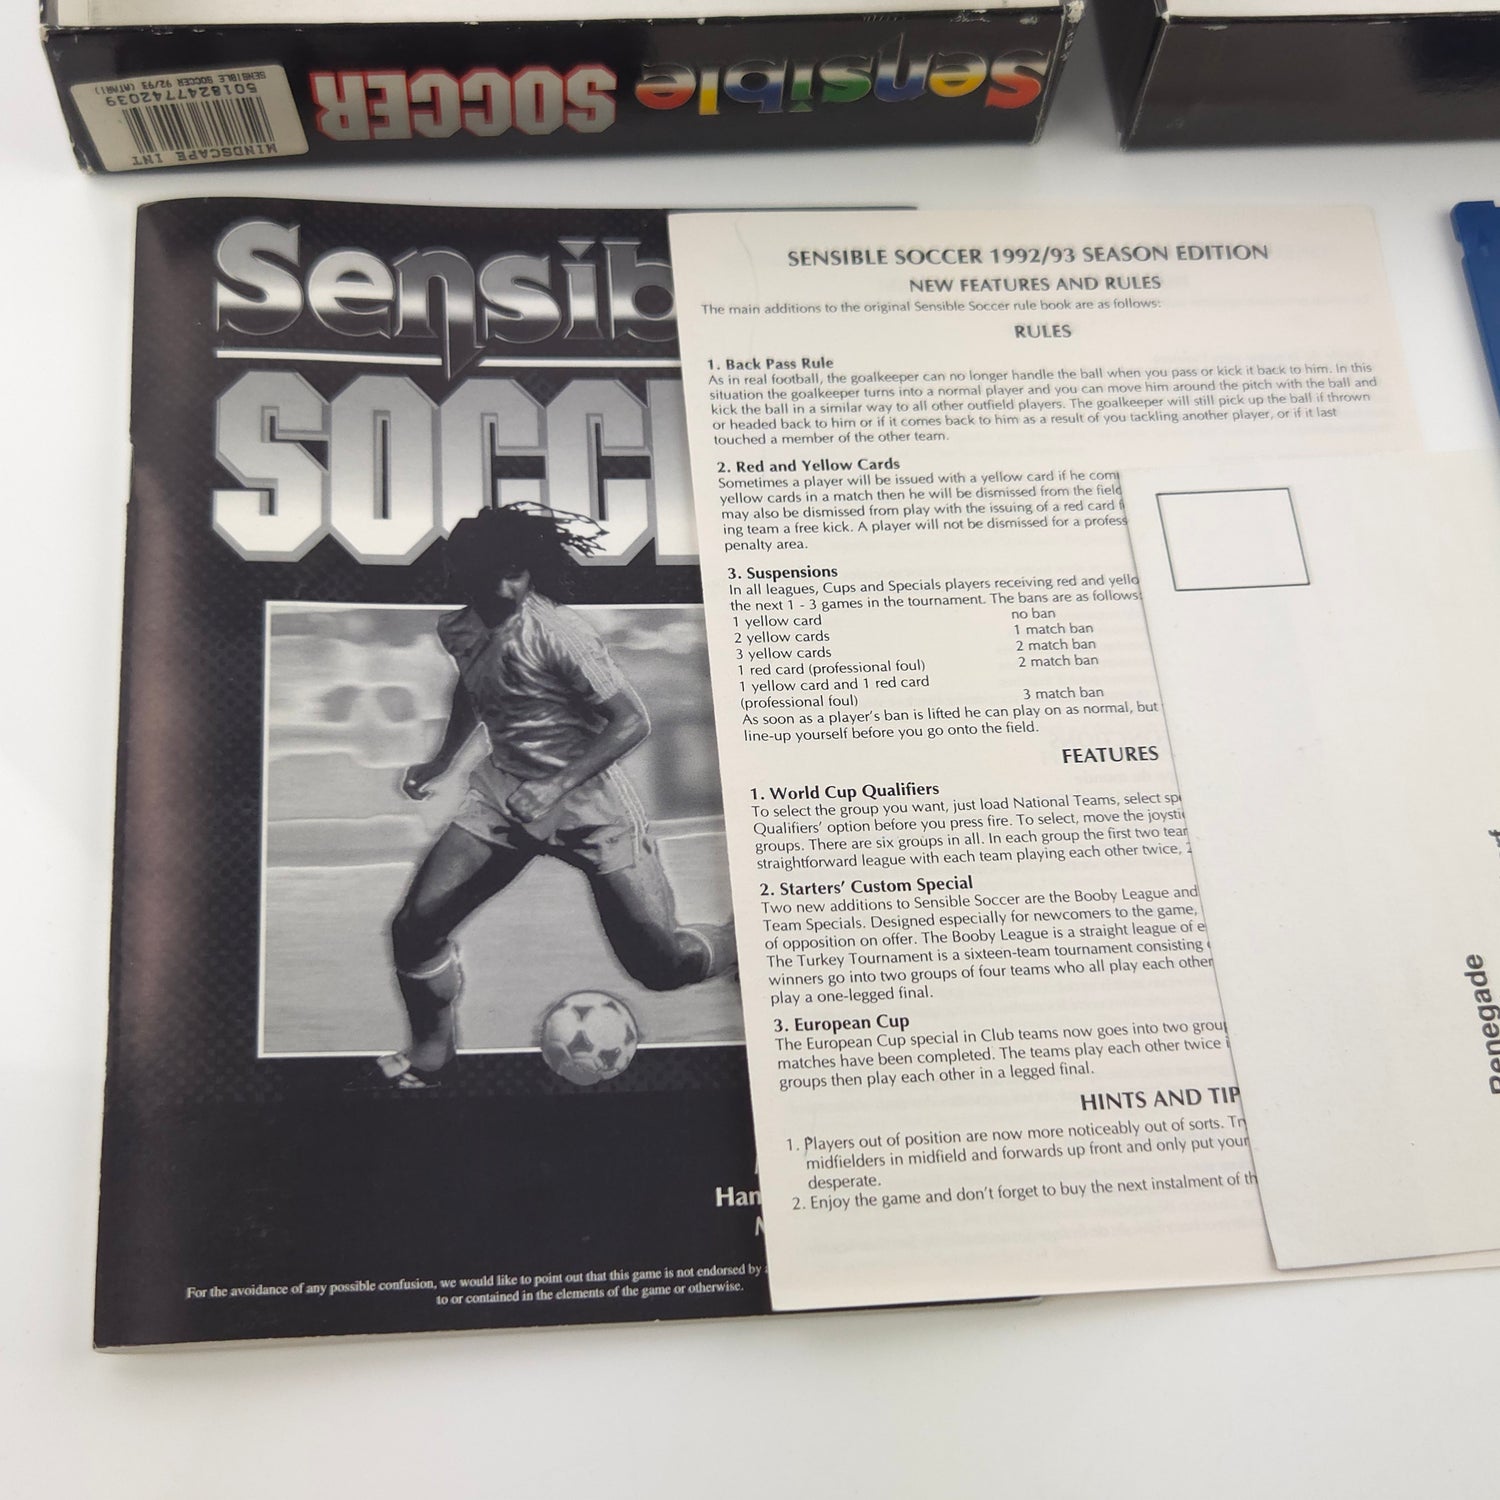 Sensible SOCCER
MINDSCAPE INT
5018247742039
SENSIBLE SOCCER 92/93 (ATARI)
Sensib
SOCCE
Han
For the avoidance of any possible confusion, we would like to point out that this game is not endorsed by
to or contained in the elements of the game or otherwise.
SENSIBLE SOCCER 1992/93 SEASON EDITION
NEW FEATURES AND RULES
The main additions to the original Sensible Soccer rule book are as follows:
RULES
1. Back Pass Rule
As in real football, the goalkeeper can no longer handle the ball when you pass or kick it back to him. In this
situation the goalkeeper turns into a normal player and you can move him around the pitch with the ball and
kick the ball in a similar way to all other outfield players. The goalkeeper will still pick up the ball if thrown
or headed back to him or if it comes back to him as a result of you tackling another player, or if it last
touched a member of the other team.
2. Red and Yellow Cards
Sometimes a player will be issued with a yellow card if he com
yellow cards in a match then he will be dismissed from the field
may also be dismissed from play with the issuing of a red card
ing team a free kick. A player will not be dismissed for a profess
penalty area.
3. Suspensions
In all leagues, Cups and Specials players receiving red and yello
the next 1 - 3 games in the tournament. The bans are as follows:
1 yellow card no ban
2 yellow cards 1 match ban
3 yellow cards 2 match ban
1 red card (professional foul) 2 match ban
1 yellow card and 1 red card
(professional foul) 3 match ban
As soon as a player's ban is lifted he can play on as normal, but
line-up yourself before you go onto the field.
FEATURES
1. World Cup Qualifiers
To select the group you want, just load National Teams, select sp
Qualifiers' option before you press fire. To select, move the joysti
groups. There are six groups in all. In each group the first two tear
straightforward league with each team playing each other twice, 2
2. Starters' Custom Special
Two new additions to Sensible Soccer are the Booby League and
Team Specials. Designed especially for newcomers to the game,
of opposition on offer. The Booby League is a straight league of e
The Turkey Tournament is a sixteen-team tournament consisting
winners go into two groups of four teams who all play each other
play a one-legged final.
3. European Cup
The European Cup special in Club teams now goes into two group
matches have been completed. The teams play each other twice i
groups then play each other in a legged final.
HINTS AND TIP
1. Players out of position are now more noticeably out of sorts. Tr
midfielders in midfield and forwards up front and only put your
desperate.
2. Enjoy the game and don't forget to buy the next instalment of th
Renegade